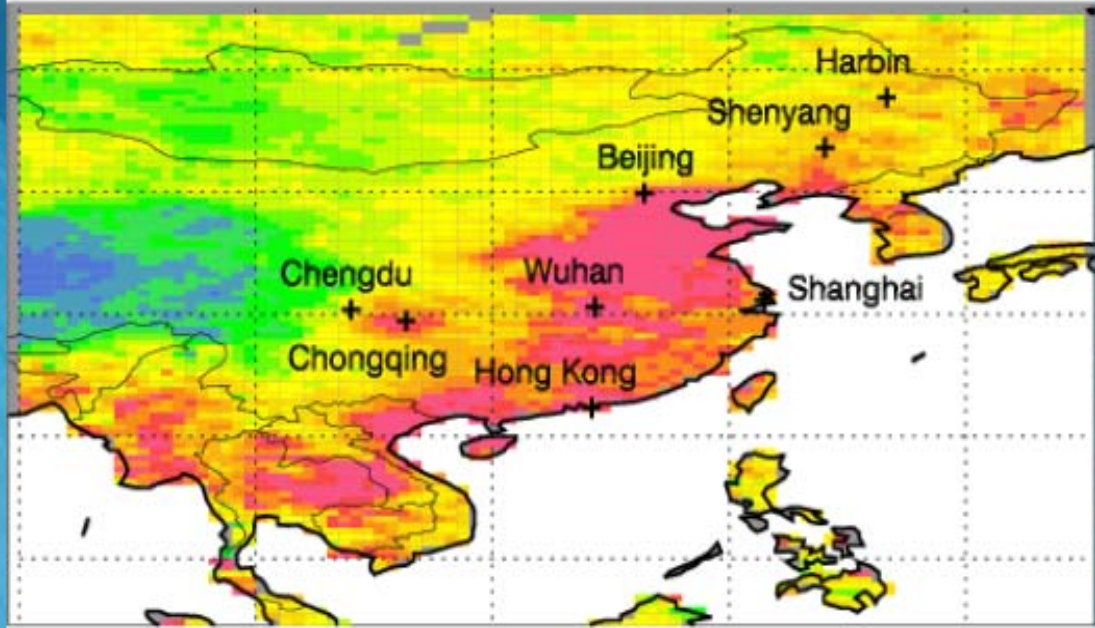 Harbin
Shenyang
Beijing
Chengdu
Wuhan
Shanghai
Chongqing
Hong Kong